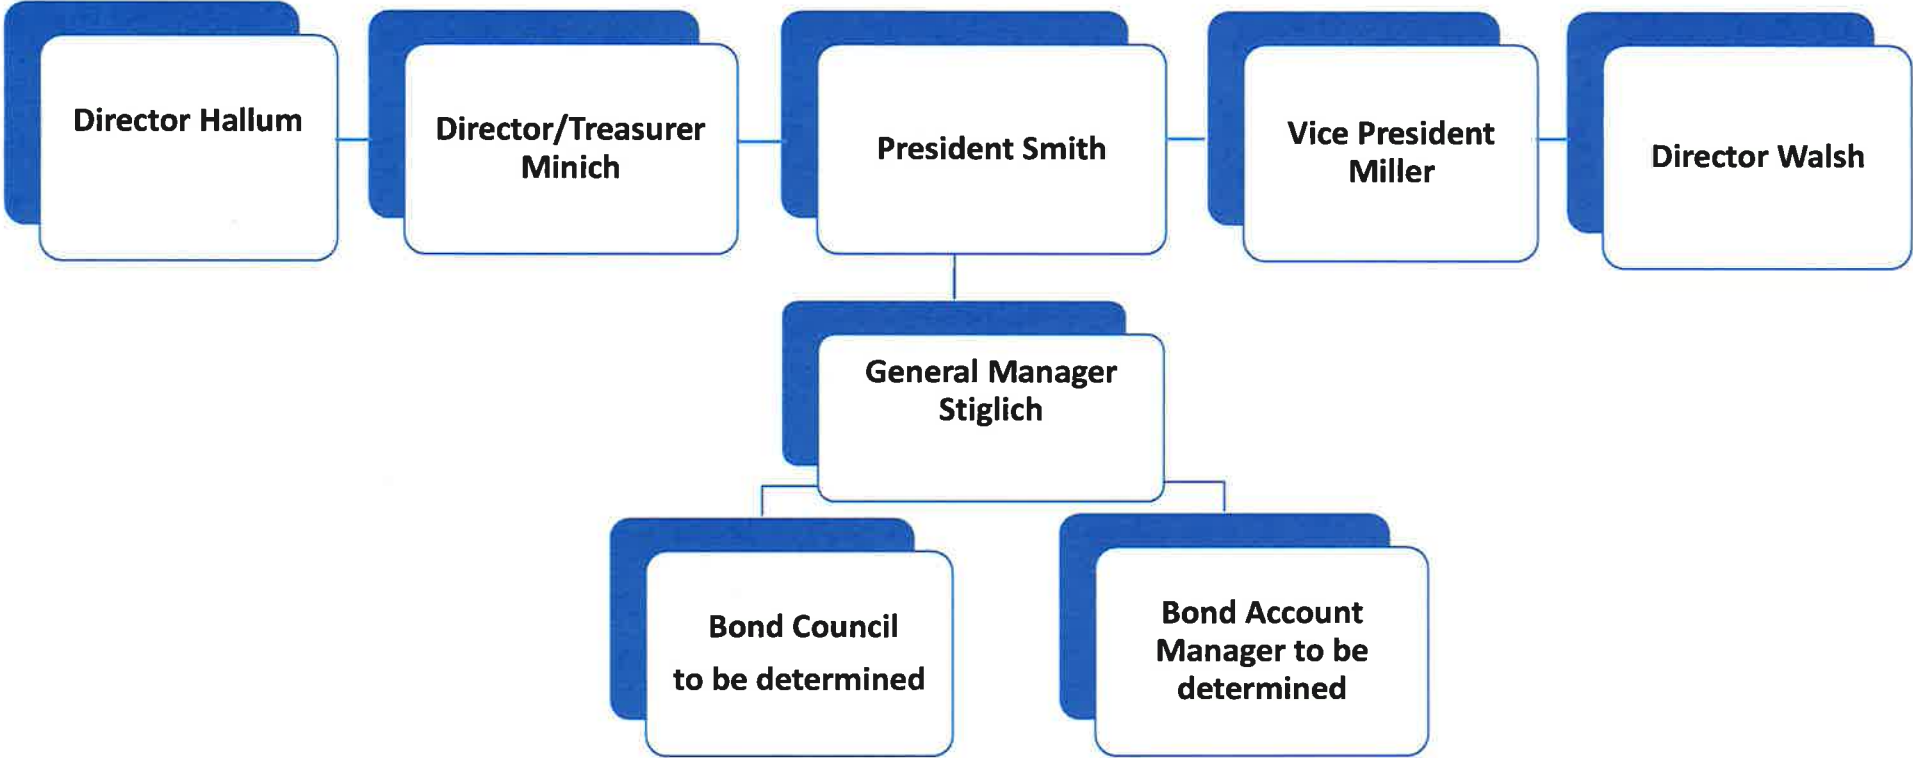 Director Hallum
Director/Treasurer
Minich
President Smith
Vice President
Miller
Director Walsh
General Manager
Stiglich
Bond Council
to be determined
Bond Account
Manager to be
determined